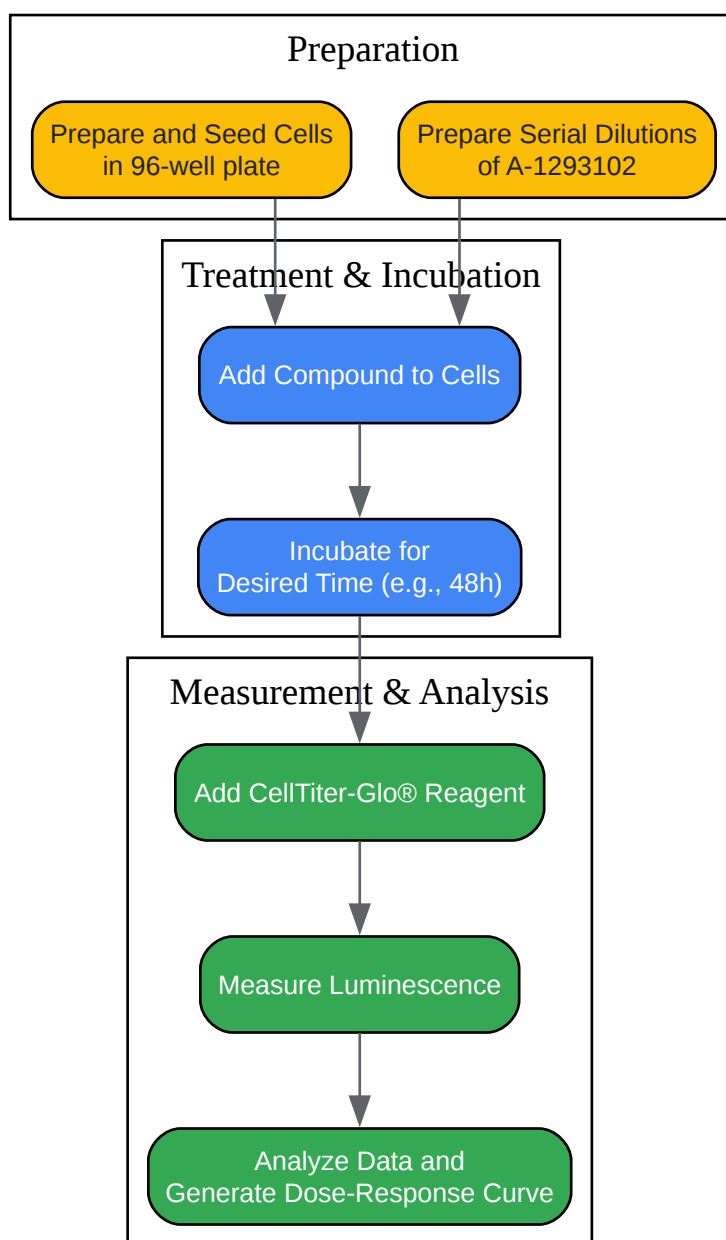 Preparation
Prepare and Seed Cells
in 96-well plate
Prepare Serial Dilutions
of A-1293102
Treatment & Incubation
Add Compound to Cells
Incubate for
Desired Time (e.g., 48h)
Measurement & Analysis
Add CellTiter-Glo® Reagent
Measure Luminescence
Analyze Data and
Generate Dose-Response Curve